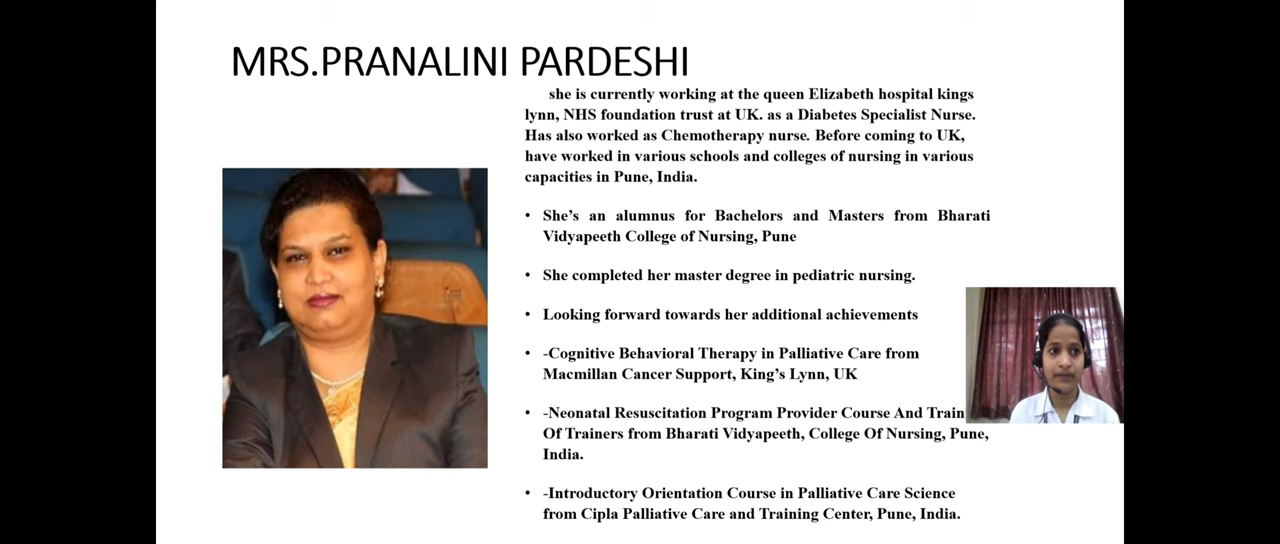 MRS.PRANALINI PARDESHI
she is currently working at the queen Elizabeth hospital kings
lynn, NHS foundation trust at UK. as a Diabetes Specialist Nurse.
Has also worked as Chemotherapy nurse. Before coming to UK,
have worked in various schools and colleges of nursing in various
capacities in Pune, India.
• She’s an alumnus for Bachelors and Masters from Bharati
Vidyapeeth College of Nursing, Pune
• She completed her master degree in pediatric nursing.
• Looking forward towards her additional achievements
• -Cognitive Behavioral Therapy in Palliative Care from
Macmillan Cancer Support, King’s Lynn, UK
• -Neonatal Resuscitation Program Provider Course And Train
Of Trainers from Bharati Vidyapeeth, College Of Nursing, Pune,
India.
• -Introductory Orientation Course in Palliative Care Science
from Cipla Palliative Care and Training Center, Pune, India.